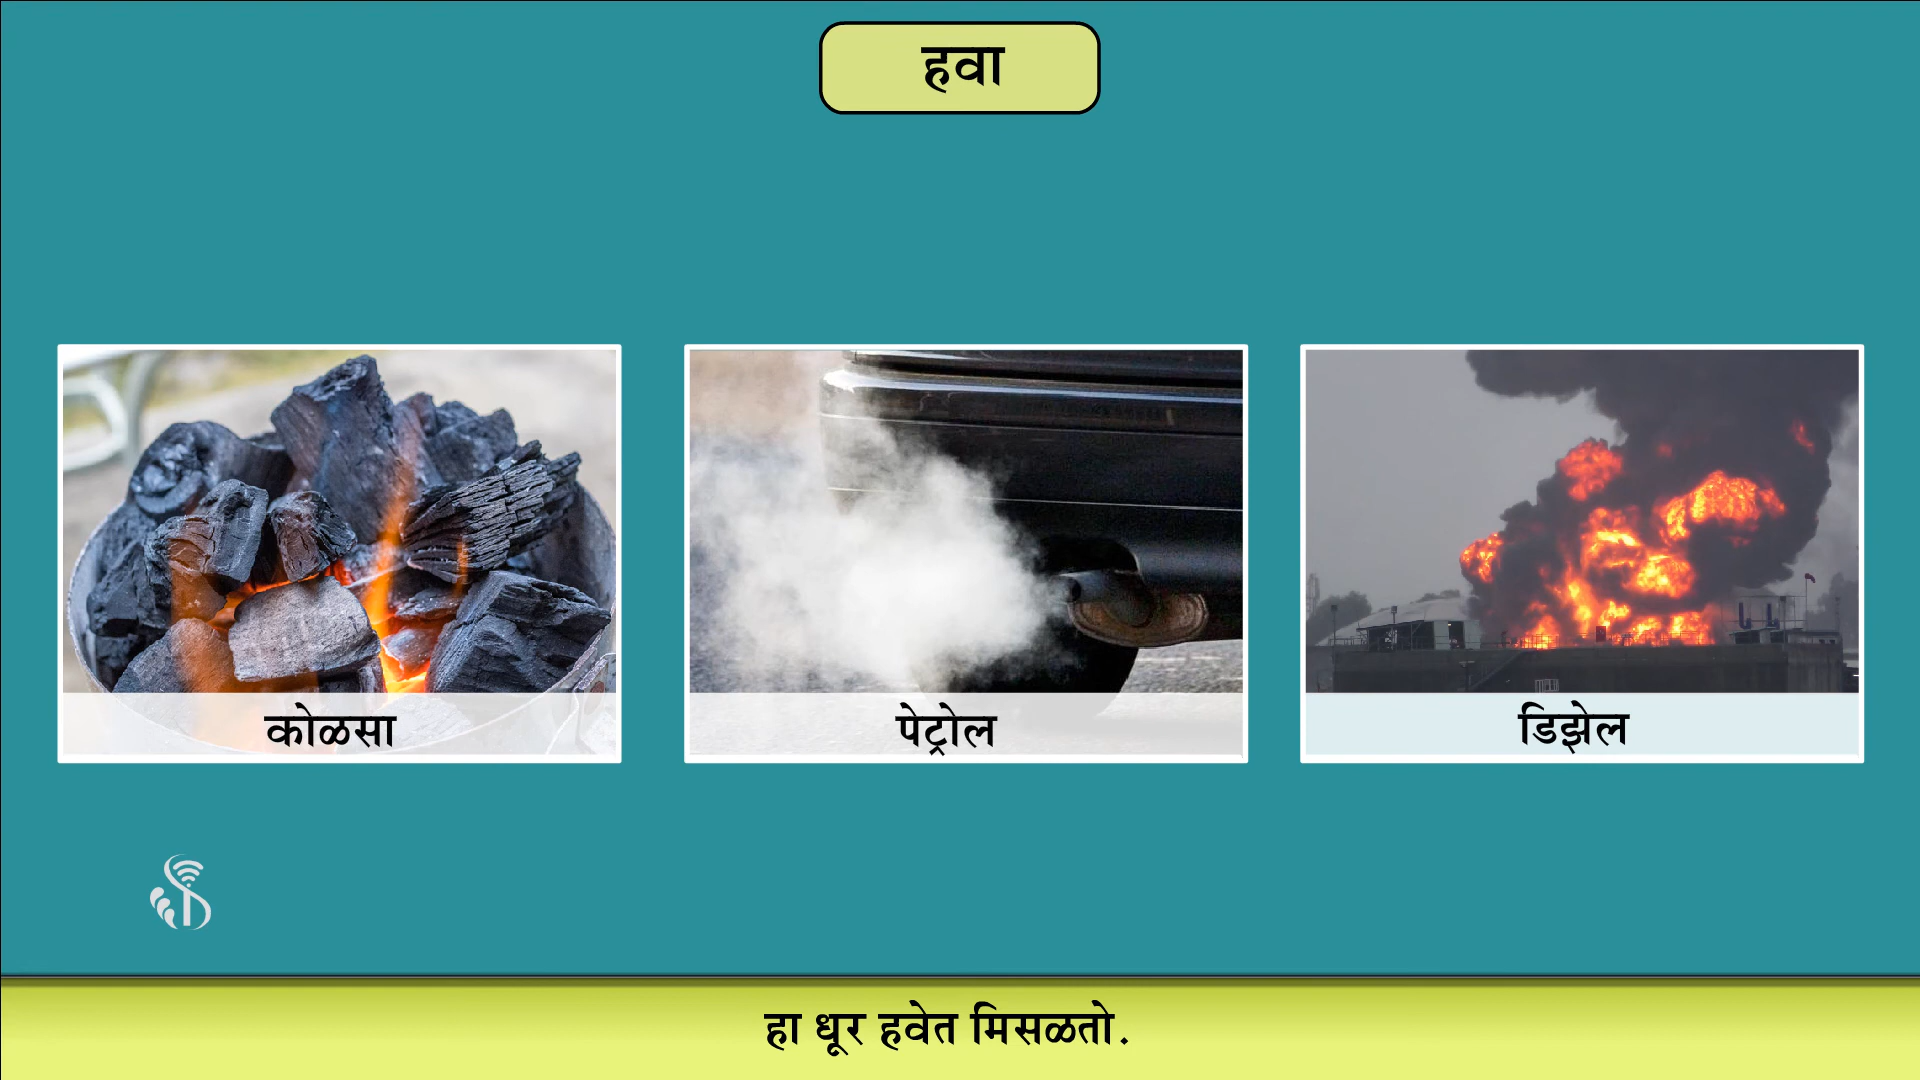 हवा
कोळसा
पेट्रोल
डिझेल
हा धूर हवेत मिसळतो.